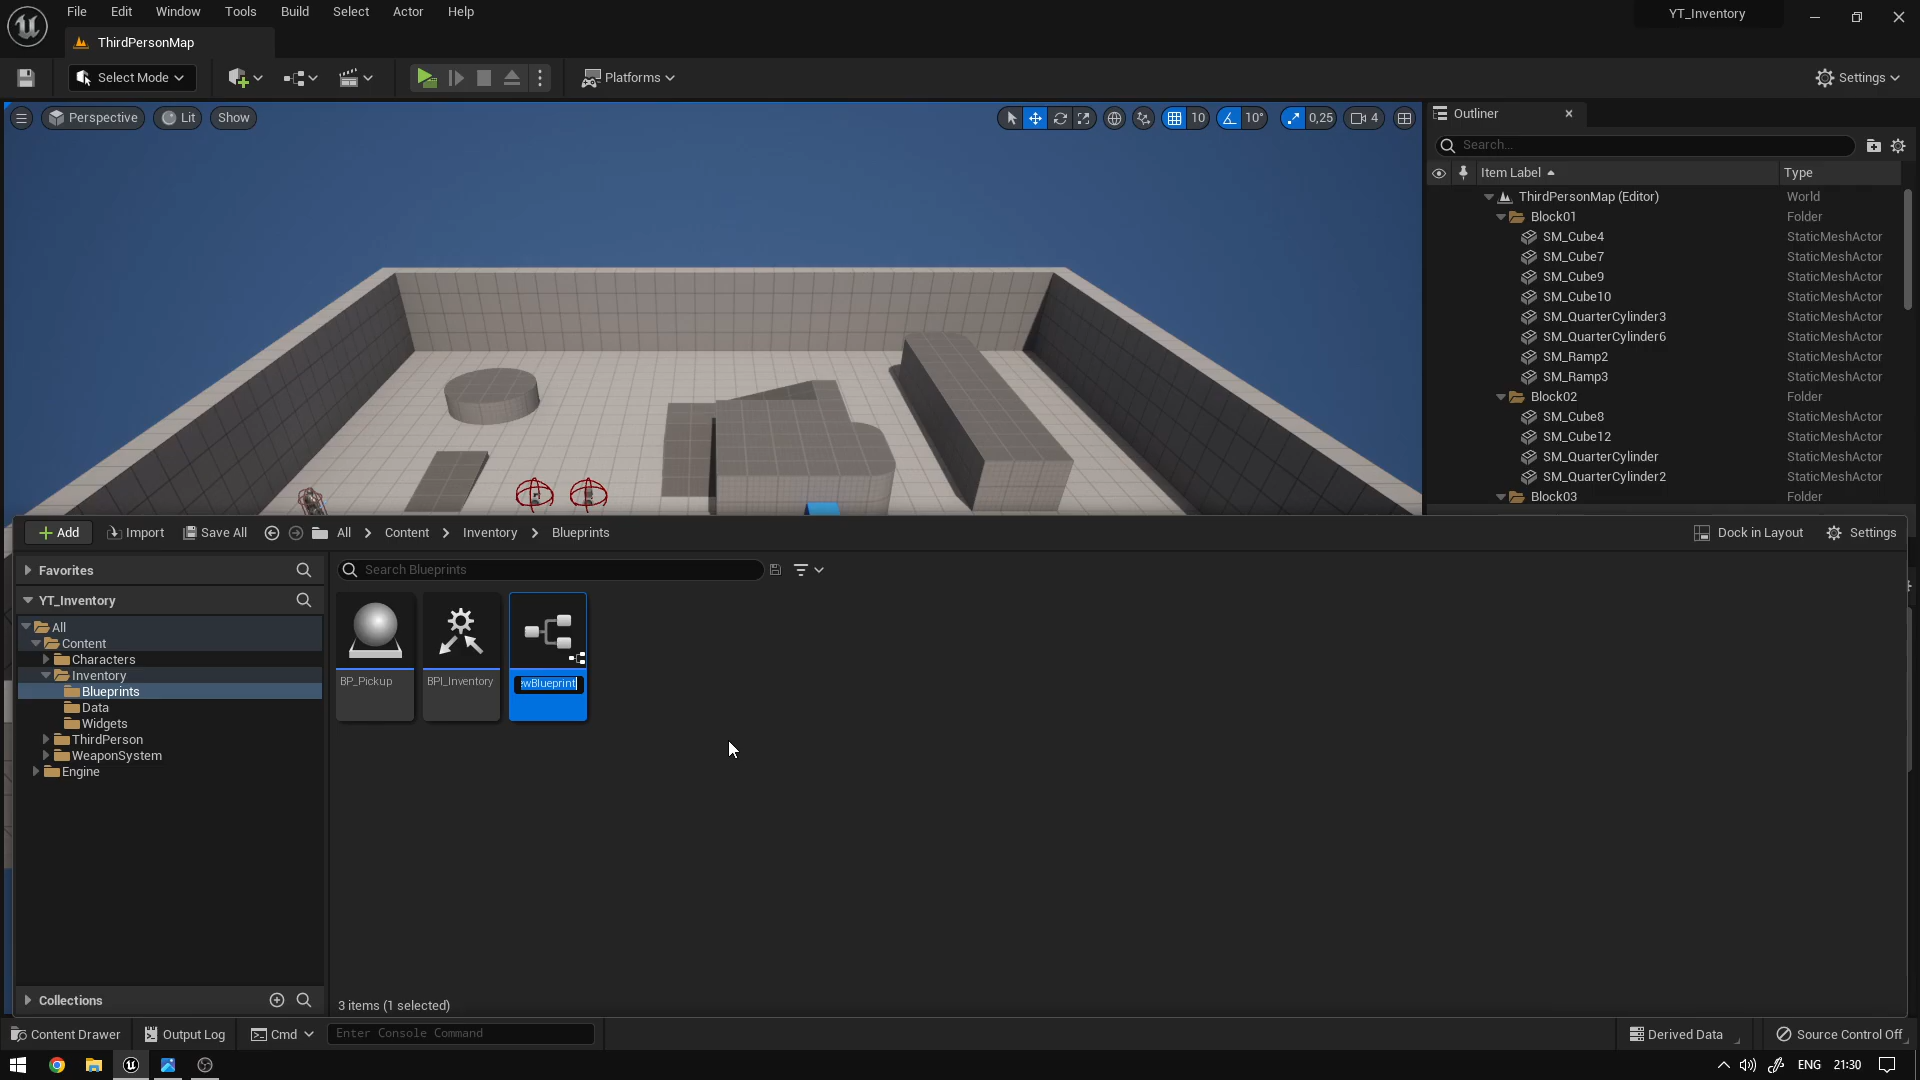 File Edit Window Tools Build Select Actor Help YT_Inventory
ThirdPersonMap
Select Mode Platforms Settings
Perspective Lit Show 10 10° 0,25 4
Outliner
Search...
Item Label Type
ThirdPersonMap (Editor) World
Block01 Folder
SM_Cube4 StaticMeshActor
SM_Cube7 StaticMeshActor
SM_Cube9 StaticMeshActor
SM_Cube10 StaticMeshActor
SM_QuarterCylinder3 StaticMeshActor
SM_QuarterCylinder6 StaticMeshActor
SM_Ramp2 StaticMeshActor
SM_Ramp3 StaticMeshActor
Block02 Folder
SM_Cube8 StaticMeshActor
SM_Cube12 StaticMeshActor
SM_QuarterCylinder StaticMeshActor
SM_QuarterCylinder2 StaticMeshActor
Block03 Folder
Add Import Save All All Content Inventory Blueprints Dock in Layout Settings
Favorites
Search Blueprints
YT_Inventory
All
Content
Characters
Inventory
Blueprints
Data
Widgets
ThirdPerson
WeaponSystem
Engine
BP_Pickup BPI_Inventory ewBlueprint
Collections
3 items (1 selected)
Content Drawer Output Log Cmd Enter Console Command Derived Data Source Control Off
ENG 21:30